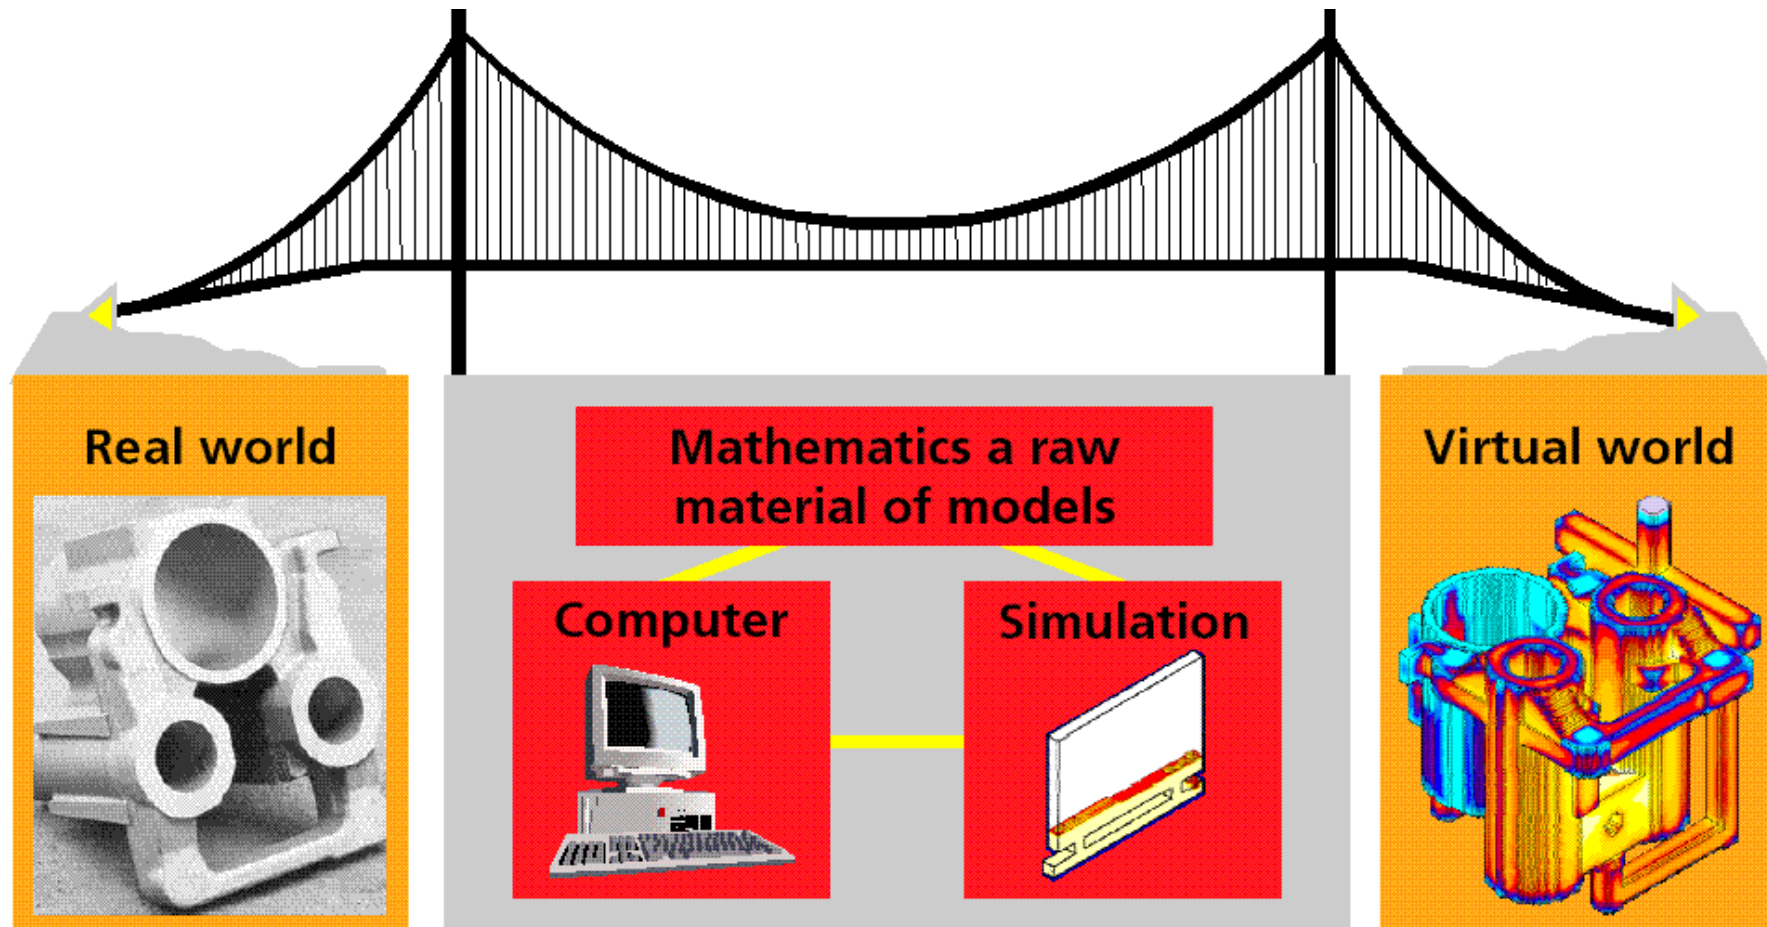 Real world
Mathematics a raw
material of models
Computer
Simulation
Virtual world